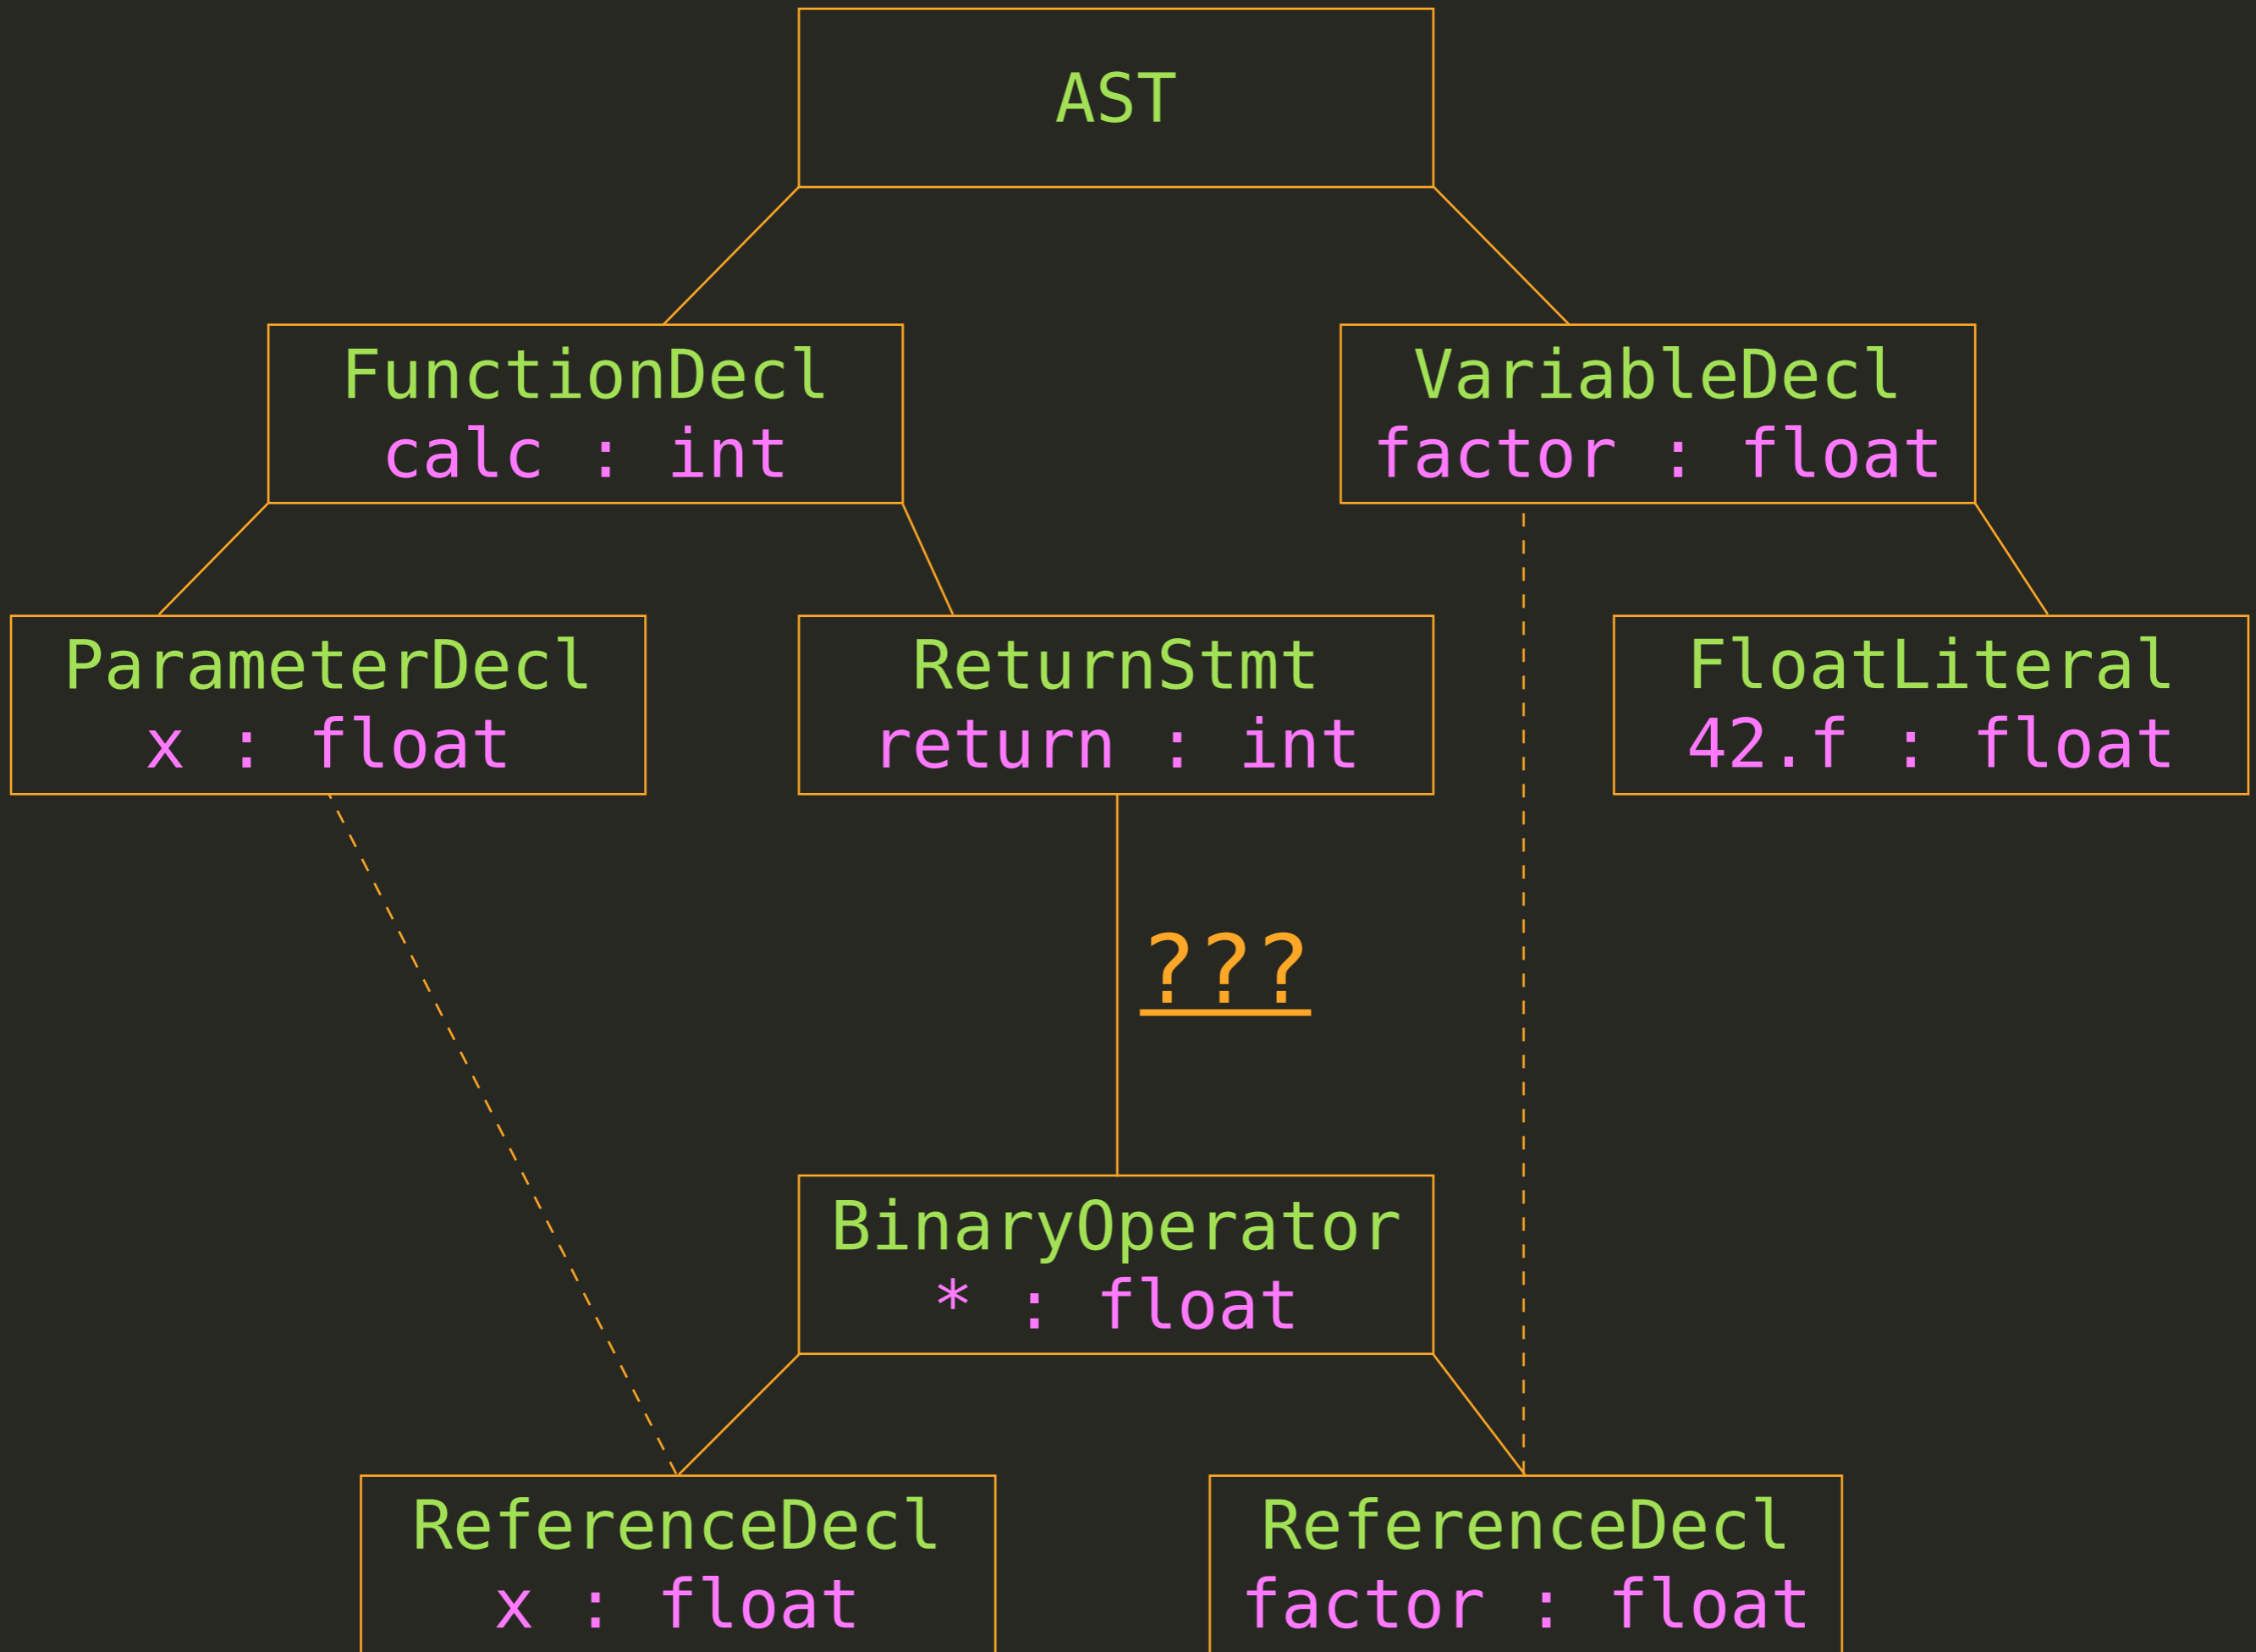 AST
FunctionDecl
calc : int
VariableDecl
factor : float
ParameterDecl
x : float
ReturnStmt
return : int
FloatLiteral
42.f : float
???
BinaryOperator
* : float
ReferenceDecl
x : float
ReferenceDecl
factor : float